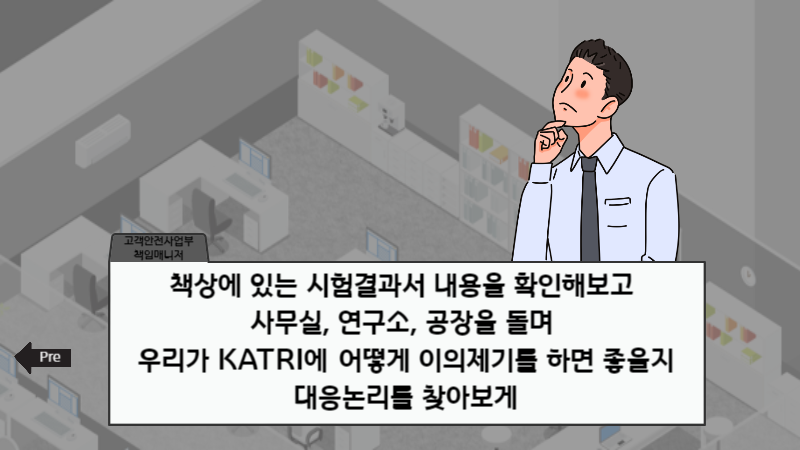 고객안전사업부
책임매니저
책상에 있는 시험결과서 내용을 확인해보고
사무실, 연구소, 공장을 돌며
우리가 KATRI에 어떻게 이의제기를 하면 좋을지
대응논리를 찾아보게
Pre